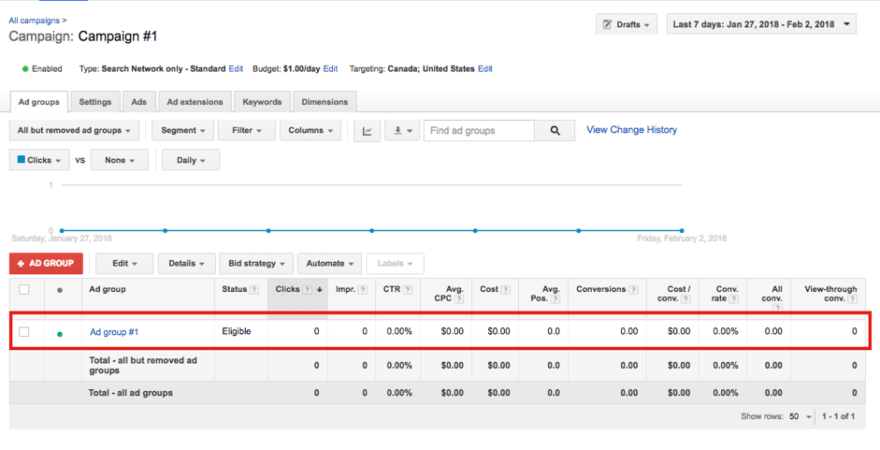 All campaigns >
Campaign: Campaign #1
Drafts
Last 7 days: Jan 27, 2018 - Feb 2, 2018
Enabled Type: Search Network only - Standard Edit Budget: $1.00/day Edit Targeting: Canada; United States Edit
Ad groups Settings Ads Ad extensions Keywords Dimensions
All but removed ad groups Segment Filter Columns Find ad groups View Change History
Clicks vs None Daily
1
0
Saturday, January 27, 2018 Friday, February 2, 2018
+ AD GROUP Edit Details Bid strategy Automate Labels
Ad group Status ? Clicks ? ↓ Impr. ? CTR ? Avg. CPC ? Cost ? Avg. Pos. ? Conversions ? Cost / conv. ? Conv. rate ? All conv. ? View-through conv. ?
Ad group #1 Eligible 0 0 0.00% $0.00 $0.00 0.0 0.00 $0.00 0.00% 0.00 0
Total - all but removed ad groups 0 0 0.00% $0.00 $0.00 0.0 0.00 $0.00 0.00% 0.00 0
Total - all ad groups 0 0 0.00% $0.00 $0.00 0.0 0.00 $0.00 0.00% 0.00 0
Show rows: 50 1 - 1 of 1